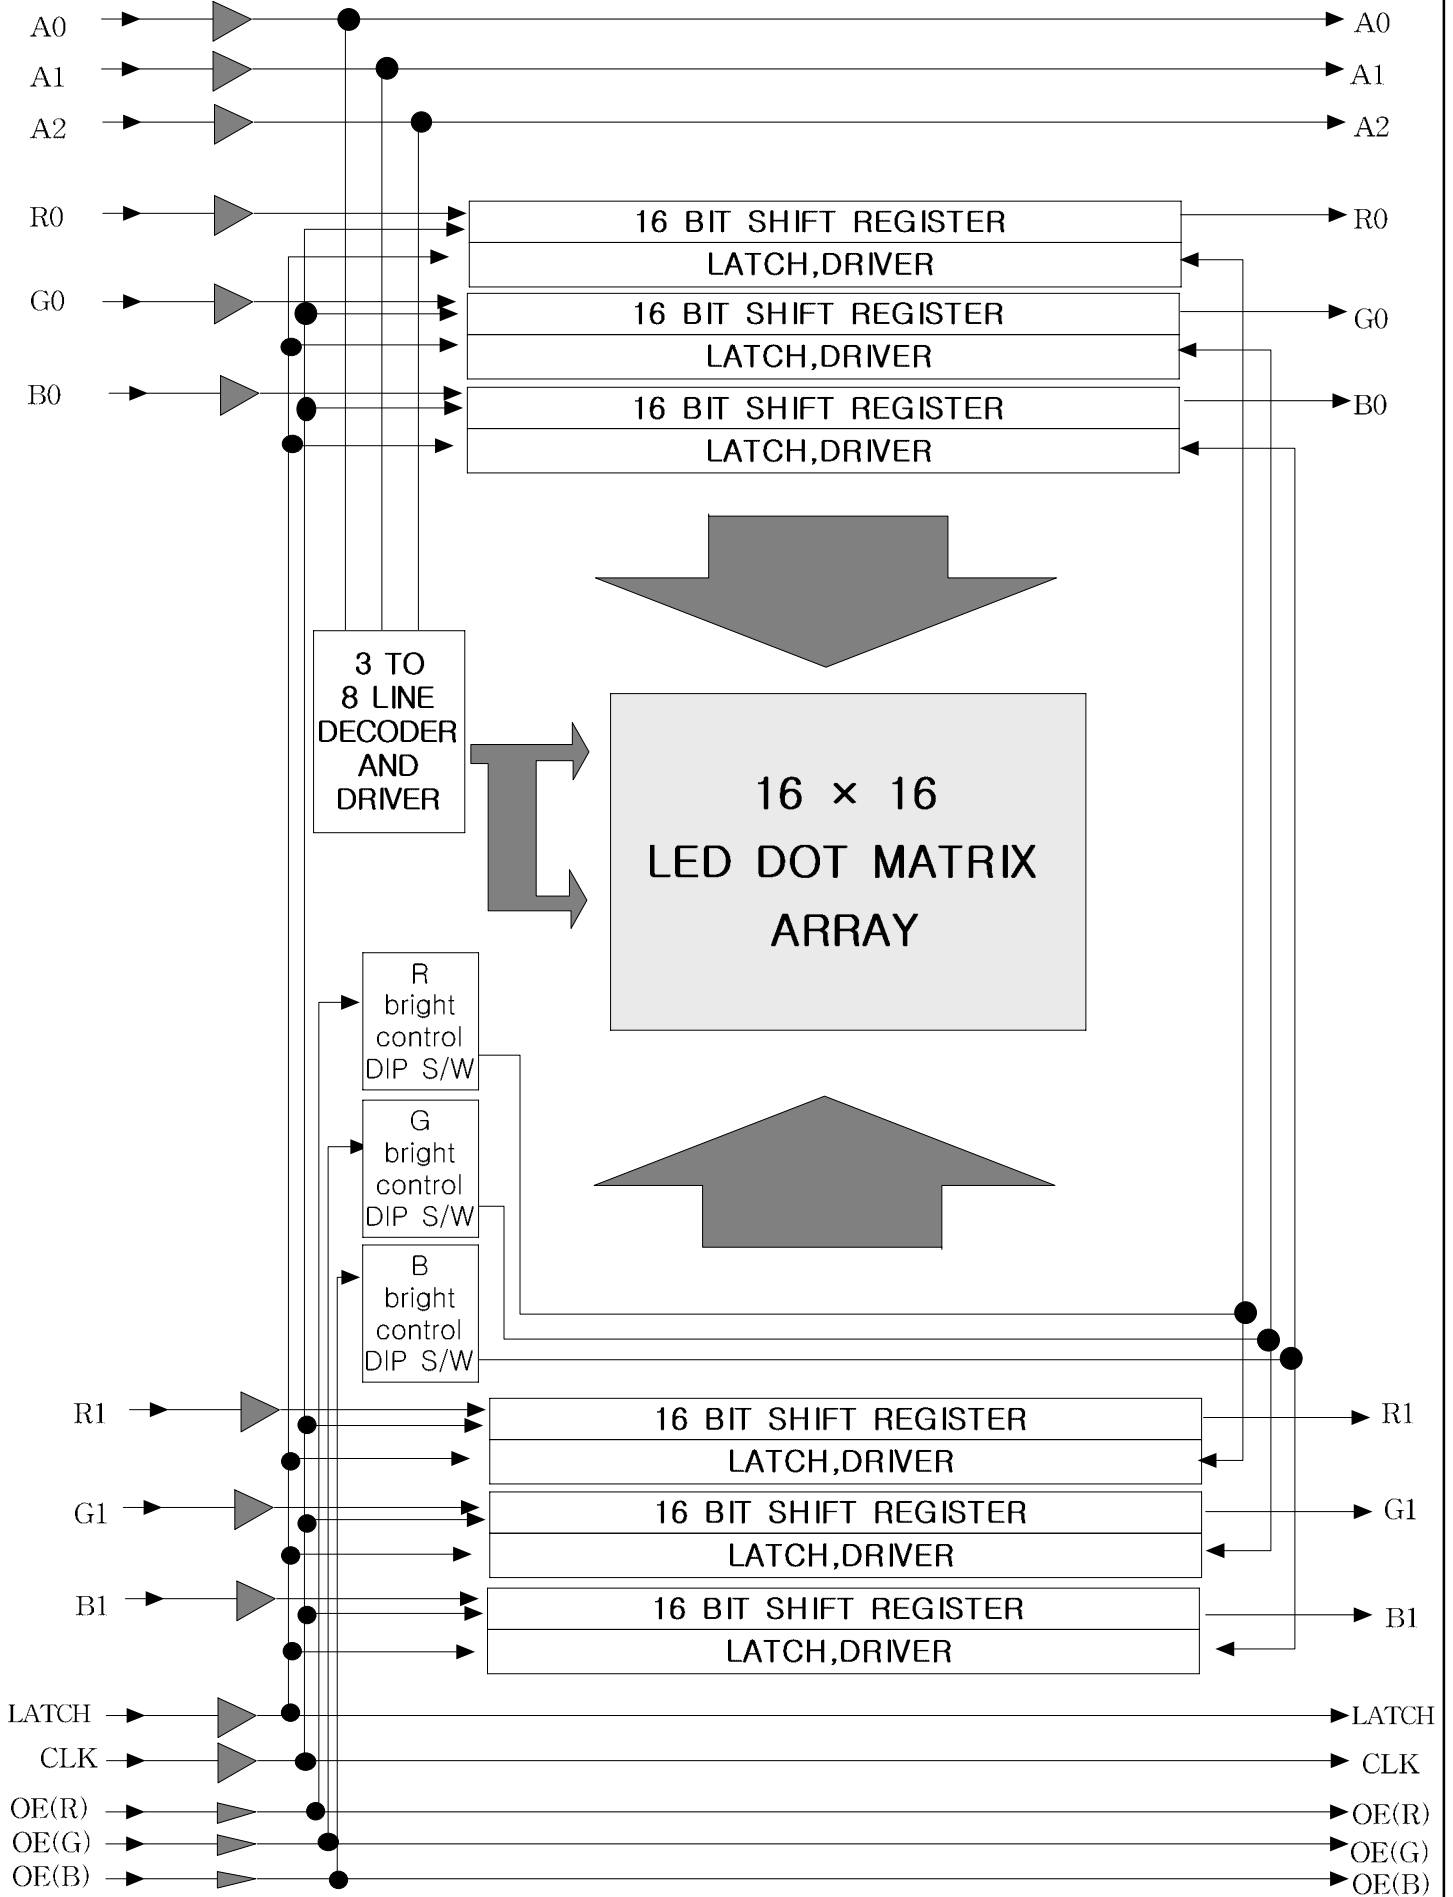 A0 A0
A1 A1
A2 A2
R0 16 BIT SHIFT REGISTER R0
LATCH,DRIVER
G0 16 BIT SHIFT REGISTER G0
LATCH,DRIVER
B0 16 BIT SHIFT REGISTER B0
LATCH,DRIVER
3 TO
8 LINE
DECODER
AND
DRIVER
16 × 16
LED DOT MATRIX
ARRAY
R
bright
control
DIP S/W
G
bright
control
DIP S/W
B
bright
control
DIP S/W
R1 16 BIT SHIFT REGISTER R1
LATCH,DRIVER
G1 16 BIT SHIFT REGISTER G1
LATCH,DRIVER
B1 16 BIT SHIFT REGISTER B1
LATCH,DRIVER
LATCH LATCH
CLK CLK
OE(R) OE(R)
OE(G) OE(G)
OE(B) OE(B)